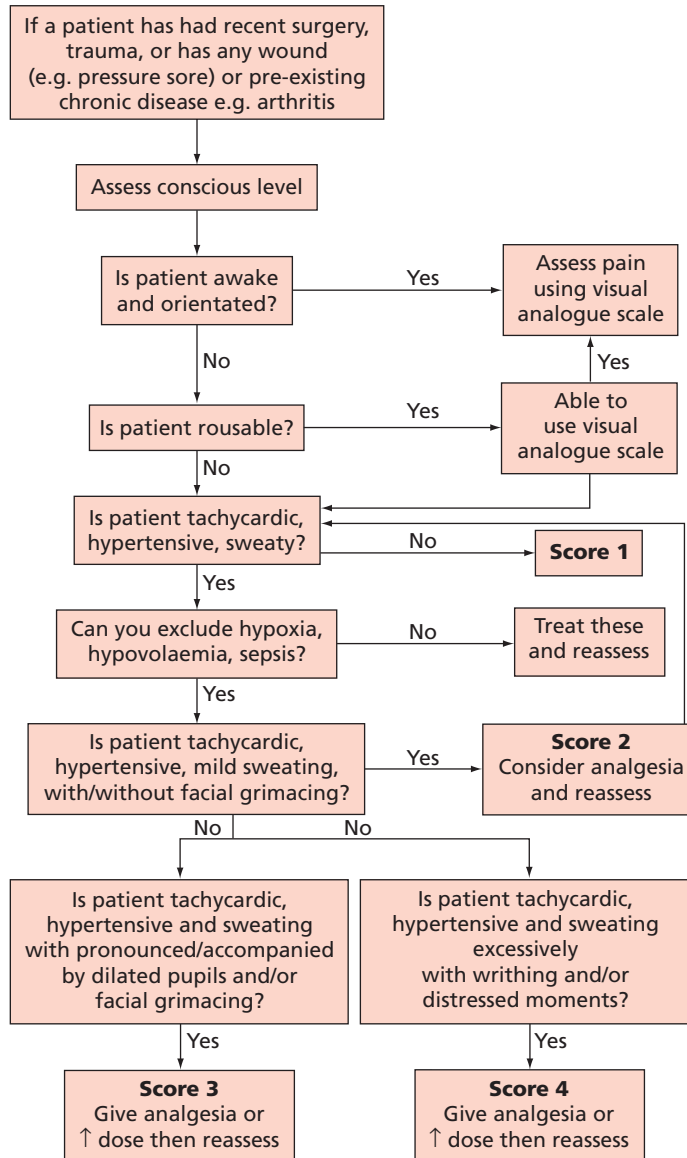 If a patient has had recent surgery,
trauma, or has any wound
(e.g. pressure sore) or pre-existing
chronic disease e.g. arthritis
Assess conscious level
Is patient awake
and orientated?
Yes
Assess pain
using visual
analogue scale
No
Yes
Is patient rousable?
Yes
Able to
use visual
analogue scale
No
Is patient tachycardic,
hypertensive, sweaty?
No
Score 1
Yes
Can you exclude hypoxia,
hypovolaemia, sepsis?
No
Treat these
and reassess
Yes
Is patient tachycardic,
hypertensive, mild sweating,
with/without facial grimacing?
Yes
Score 2
Consider analgesia
and reassess
No
No
Is patient tachycardic,
hypertensive and sweating
with pronounced/accompanied
by dilated pupils and/or
facial grimacing?
Is patient tachycardic,
hypertensive and sweating
excessively
with writhing and/or
distressed moments?
Yes
Yes
Score 3
Give analgesia or
↑ dose then reassess
Score 4
Give analgesia or
↑ dose then reassess